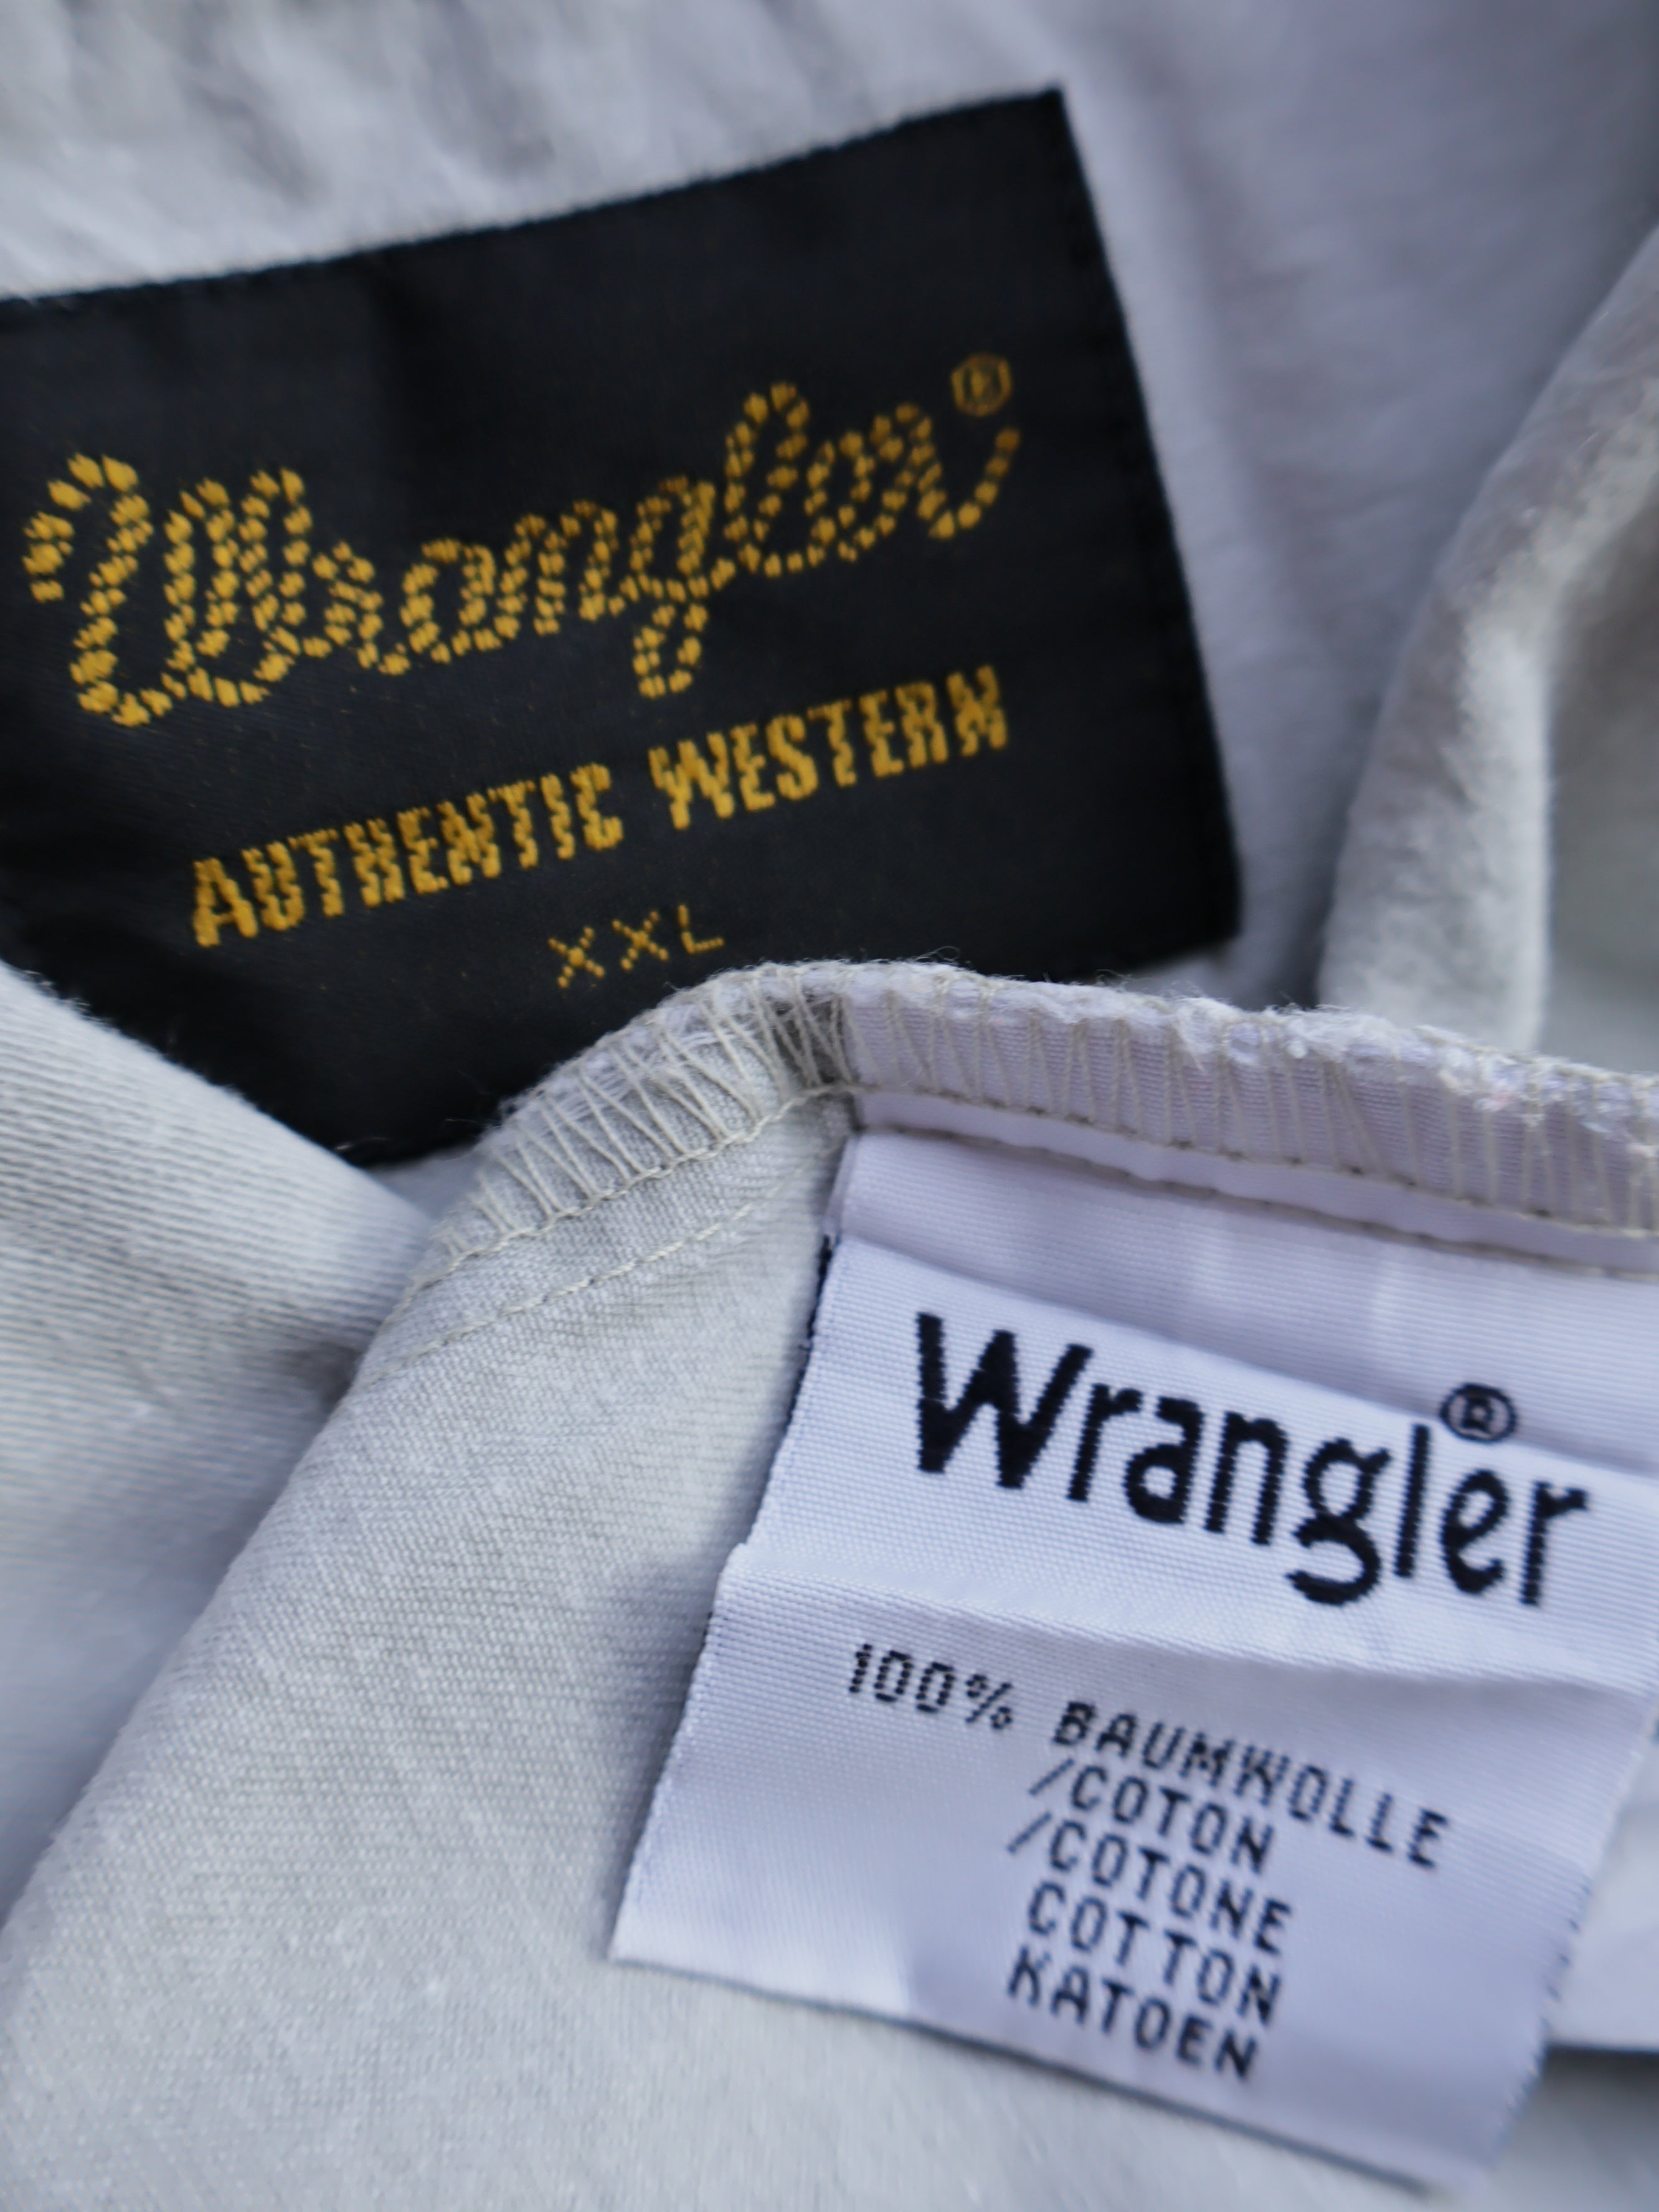 Wrangler®
AUTHENTIC WESTERN
XXL
Wrangler®
100% BAUMWOLLE
/COTON
/COTONE
COTTON
KATOEN